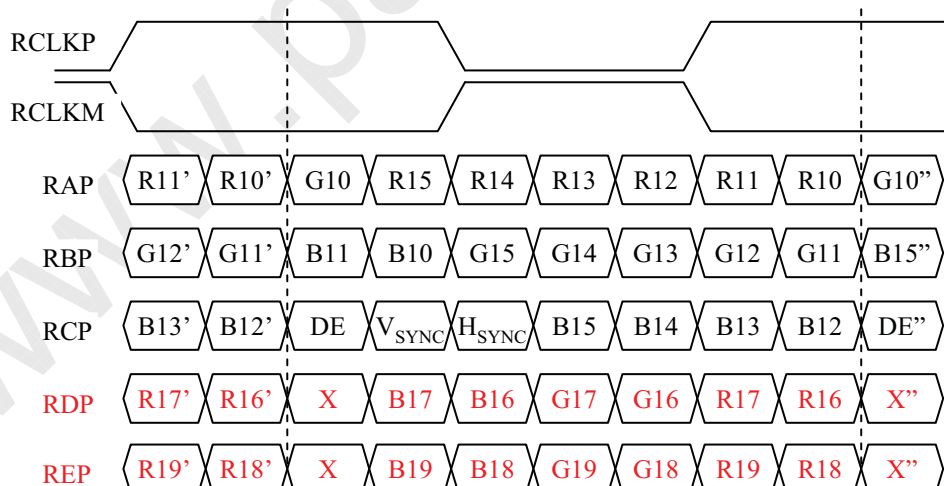 RCLKP
RCLKM
RAP R11’ R10’ G10 R15 R14 R13 R12 R11 R10 G10”
RBP G12’ G11’ B11 B10 G15 G14 G13 G12 G11 B15”
RCP B13’ B12’ DE VSYNC HSYNC B15 B14 B13 B12 DE”
RDP R17’ R16’ X B17 B16 G17 G16 R17 R16 X”
REP R19’ R18’ X B19 B18 G19 G18 R19 R18 X”
www.pa